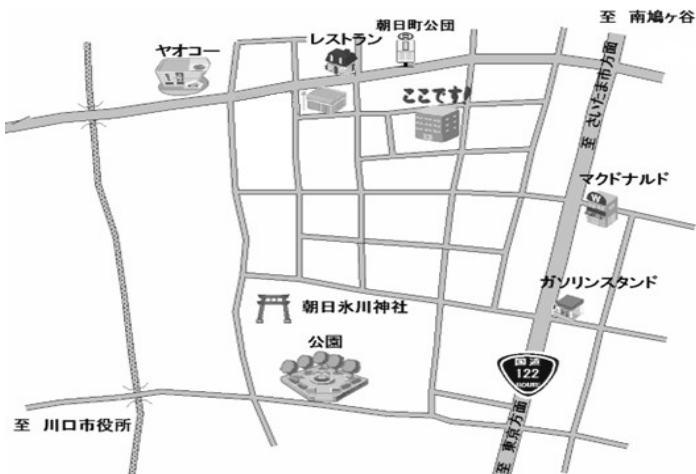 至 南鳩ヶ谷
朝日町公団
レストラン
ヤオコー
ここです!
至 さいたま市方面
マクドナルド
ガソリンスタンド
朝日氷川神社
公園
国道
122
ROUTE
至 川口市役所
至 東京方面